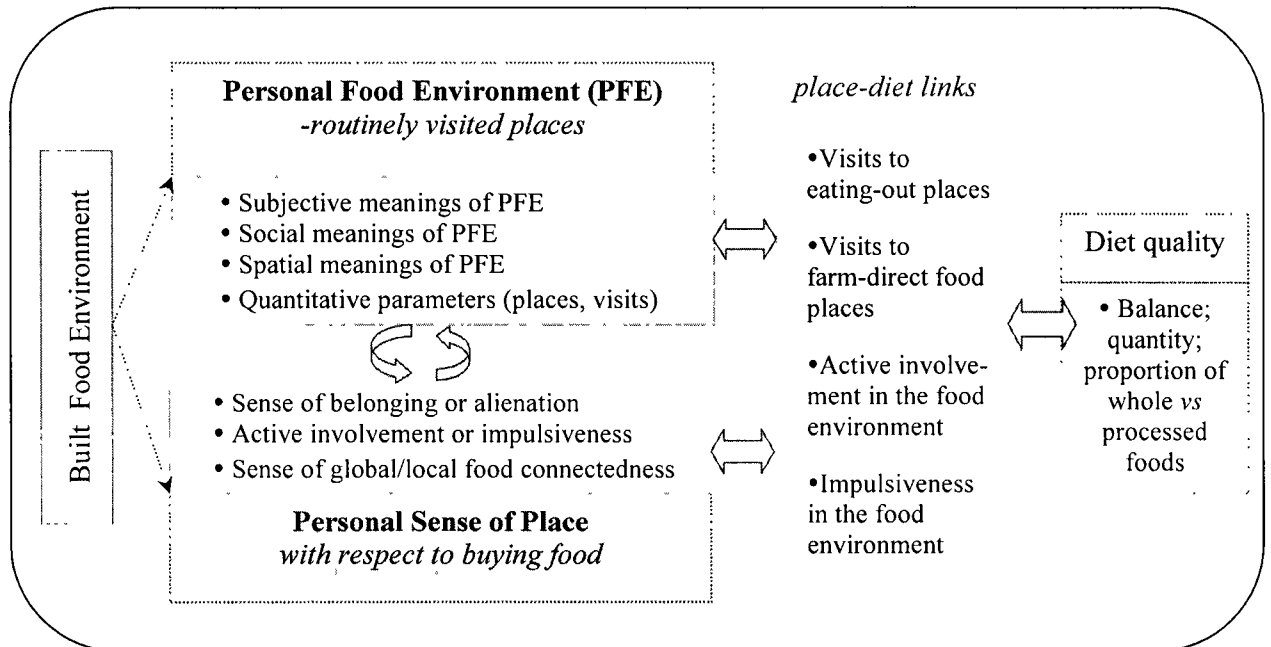 Built Food Environment
Personal Food Environment (PFE)
-routinely visited places
• Subjective meanings of PFE
• Social meanings of PFE
• Spatial meanings of PFE
• Quantitative parameters (places, visits)
• Sense of belonging or alienation
• Active involvement or impulsiveness
• Sense of global/local food connectedness
Personal Sense of Place
with respect to buying food
place-diet links
•Visits to
eating-out places
•Visits to
farm-direct food
places
•Active involve-
ment in the food
environment
•Impulsiveness
in the food
environment
Diet quality
• Balance;
quantity;
proportion of
whole vs
processed
foods